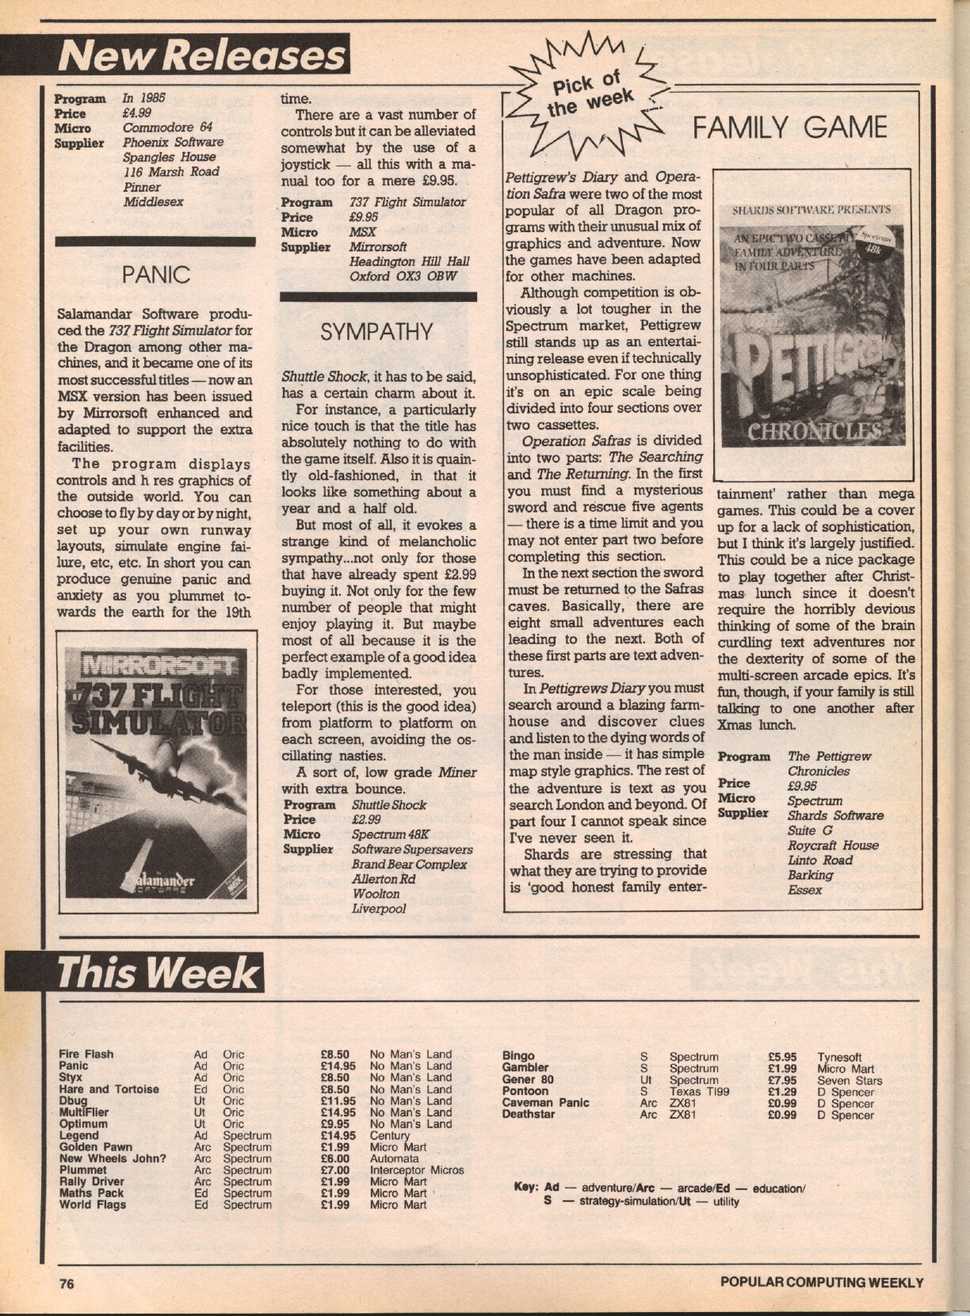 New Releases
Program In 1985
Price £4.99
Micro Commodore 64
Supplier Phoenix Software
Spangles House
116 Marsh Road
Pinner
Middlesex
PANIC
Salamandar Software produ-
ced the 737 Flight Simulator for
the Dragon among other ma-
chines, and it became one of its
most successful titles — now an
MSX version has been issued
by Mirrorsoft enhanced and
adapted to support the extra
facilities.
The program displays
controls and h res graphics of
the outside world. You can
choose to fly by day or by night,
set up your own runway
layouts, simulate engine fai-
lure, etc, etc. In short you can
produce genuine panic and
anxiety as you plummet to-
wards the earth for the 19th
MIRRORSOFT
737 FLIGHT
SIMULATOR
Salamander
SOFTWARE
MSX
time.
There are a vast number of
controls but it can be alleviated
somewhat by the use of a
joystick — all this with a ma-
nual too for a mere £9.95.
Program 737 Flight Simulator
Price £9.95
Micro MSX
Supplier Mirrorsoft
Headington Hill Hall
Oxford OX3 OBW
SYMPATHY
Shuttle Shock, it has to be said,
has a certain charm about it.
For instance, a particularly
nice touch is that the title has
absolutely nothing to do with
the game itself. Also it is quain-
tly old-fashioned, in that it
looks like something about a
year and a half old.
But most of all, it evokes a
strange kind of melancholic
sympathy...not only for those
that have already spent £2.99
buying it. Not only for the few
number of people that might
enjoy playing it. But maybe
most of all because it is the
perfect example of a good idea
badly implemented.
For those interested, you
teleport (this is the good idea)
from platform to platform on
each screen, avoiding the os-
cillating nasties.
A sort of, low grade Miner
with extra bounce.
Program Shuttle Shock
Price £2.99
Micro Spectrum 48K
Supplier Software Supersavers
Brand Bear Complex
Allerton Rd
Woolton
Liverpool
Pick of
the week
FAMILY GAME
Pettigrew's Diary and Opera-
tion Safra were two of the most
popular of all Dragon pro-
grams with their unusual mix of
graphics and adventure. Now
the games have been adapted
for other machines.
Although competition is ob-
viously a lot tougher in the
Spectrum market, Pettigrew
still stands up as an entertai-
ning release even if technically
unsophisticated. For one thing
it's on an epic scale being
divided into four sections over
two cassettes.
Operation Safras is divided
into two parts: The Searching
and The Returning. In the first
you must find a mysterious
sword and rescue five agents
— there is a time limit and you
may not enter part two before
completing this section.
In the next section the sword
must be returned to the Safras
caves. Basically, there are
eight small adventures each
leading to the next. Both of
these first parts are text adven-
tures.
In Pettigrews Diary you must
search around a blazing farm-
house and discover clues
and listen to the dying words of
the man inside — it has simple
map style graphics. The rest of
the adventure is text as you
search London and beyond. Of
part four I cannot speak since
I've never seen it.
Shards are stressing that
what they are trying to provide
is 'good honest family enter-
SHARDS SOFTWARE PRESENTS
AN EPIC TWO CASSETTE
FAMILY ADVENTURE
IN FOUR PARTS
Spectrum
48k
PETTIGREW
CHRONICLES
tainment' rather than mega
games. This could be a cover
up for a lack of sophistication,
but I think it's largely justified.
This could be a nice package
to play together after Christ-
mas lunch since it doesn't
require the horribly devious
thinking of some of the brain
curdling text adventures nor
the dexterity of some of the
multi-screen arcade epics. It's
fun, though, if your family is still
talking to one another after
Xmas lunch.
Program The Pettigrew
Chronicles
Price £9.95
Micro Spectrum
Supplier Shards Software
Suite G
Roycraft House
Linto Road
Barking
Essex
This Week
Fire Flash Ad Oric £8.50 No Man's Land
Panic Ad Oric £14.95 No Man's Land
Styx Ad Oric £8.50 No Man's Land
Hare and Tortoise Ed Oric £8.50 No Man's Land
Dbug Ut Oric £11.95 No Man's Land
MultiFlier Ut Oric £14.95 No Man's Land
Optimum Ut Oric £9.95 No Man's Land
Legend Ad Spectrum £14.95 Century
Golden Pawn Arc Spectrum £1.99 Micro Mart
New Wheels John? Arc Spectrum £6.00 Automata
Plummet Arc Spectrum £7.00 Interceptor Micros
Rally Driver Arc Spectrum £1.99 Micro Mart
Maths Pack Ed Spectrum £1.99 Micro Mart
World Flags Ed Spectrum £1.99 Micro Mart
Bingo S Spectrum £5.95 Tynesoft
Gambler S Spectrum £1.99 Micro Mart
Gener 80 Ut Spectrum £7.95 Seven Stars
Pontoon S Texas TI99 £1.29 D Spencer
Caveman Panic Arc ZX81 £0.99 D Spencer
Deathstar Arc ZX81 £0.99 D Spencer
Key: Ad — adventure/Arc — arcade/Ed — education/
S — strategy-simulation/Ut — utility
76
POPULAR COMPUTING WEEKLY